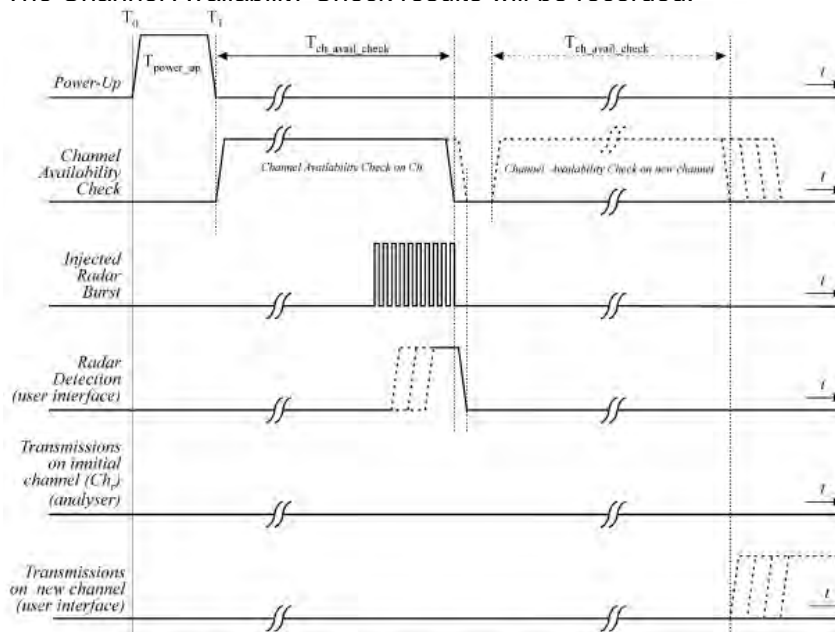 T0 T1
Tch_avail_check Tch_avail_check
Tpower_up
Power-Up
t
Channel
Availability
Check
Channel Availability Check on Ch
Channel -Availability Check on new channel
t
Injected
Radar
Burst
t
Radar
Detection
(user interface)
t
Transmissions
on innitial
channel (Chr)
(analyser)
t
Transmissions
on new channel
(user interface)
t